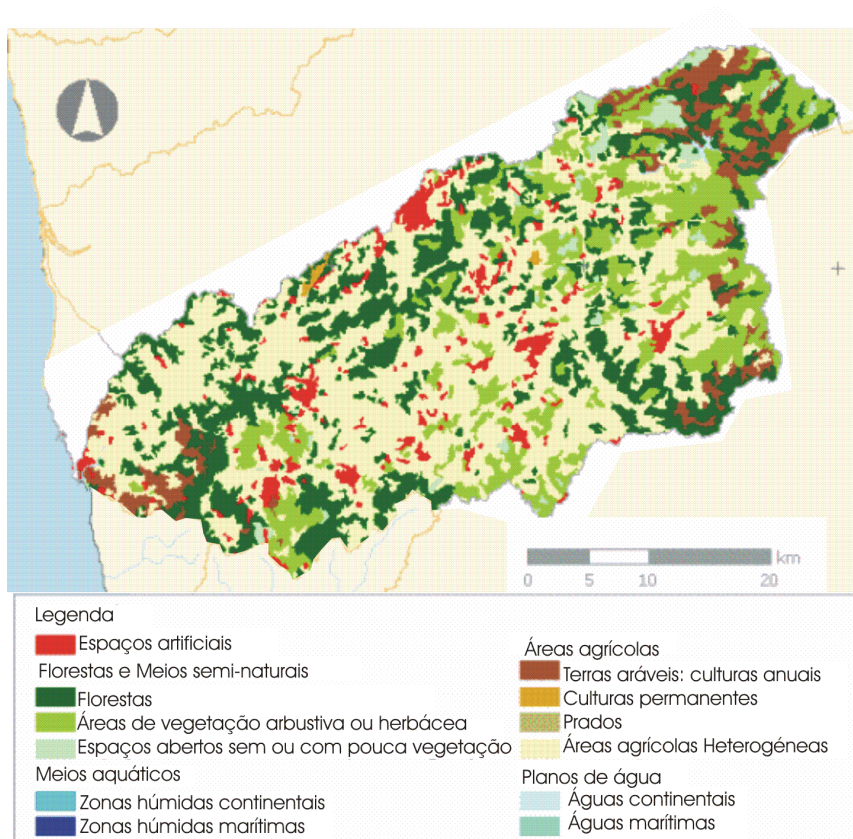 km
0 5 10 20
Legenda
Espaços artificiais
Florestas e Meios semi-naturais
Florestas
Áreas de vegetação arbustiva ou herbácea
Espaços abertos sem ou com pouca vegetação
Meios aquáticos
Zonas húmidas continentais
Zonas húmidas marítimas
Áreas agrícolas
Terras aráveis: culturas anuais
Culturas permanentes
Prados
Áreas agrícolas Heterogéneas
Planos de água
Águas continentais
Águas marítimas